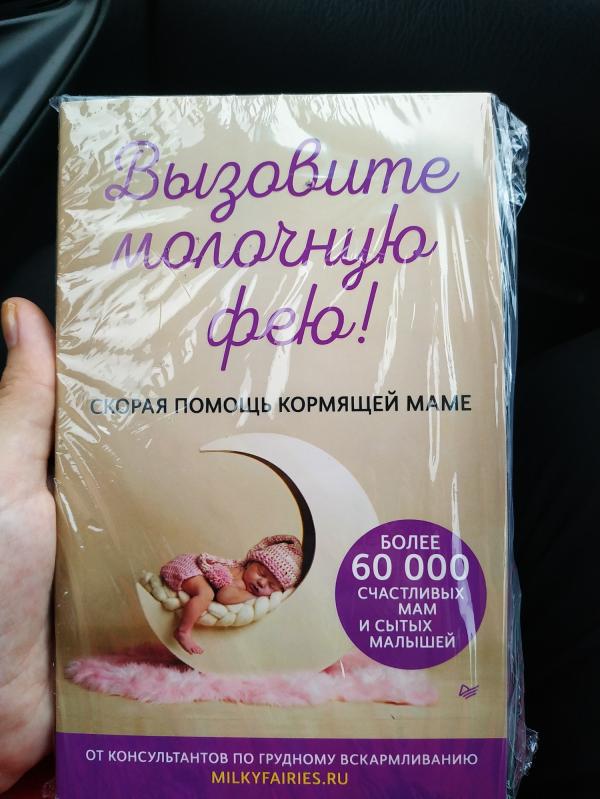 Вызовите
молочную
фею!
СКОРАЯ ПОМОЩЬ КОРМЯЩЕЙ МАМЕ
БОЛЕЕ
60 000
СЧАСТЛИВЫХ
МАМ
И СЫТЫХ
МАЛЫШЕЙ
ОТ КОНСУЛЬТАНТОВ ПО ГРУДНОМУ ВСКАРМЛИВАНИЮ
MILKYFAIRIES.RU